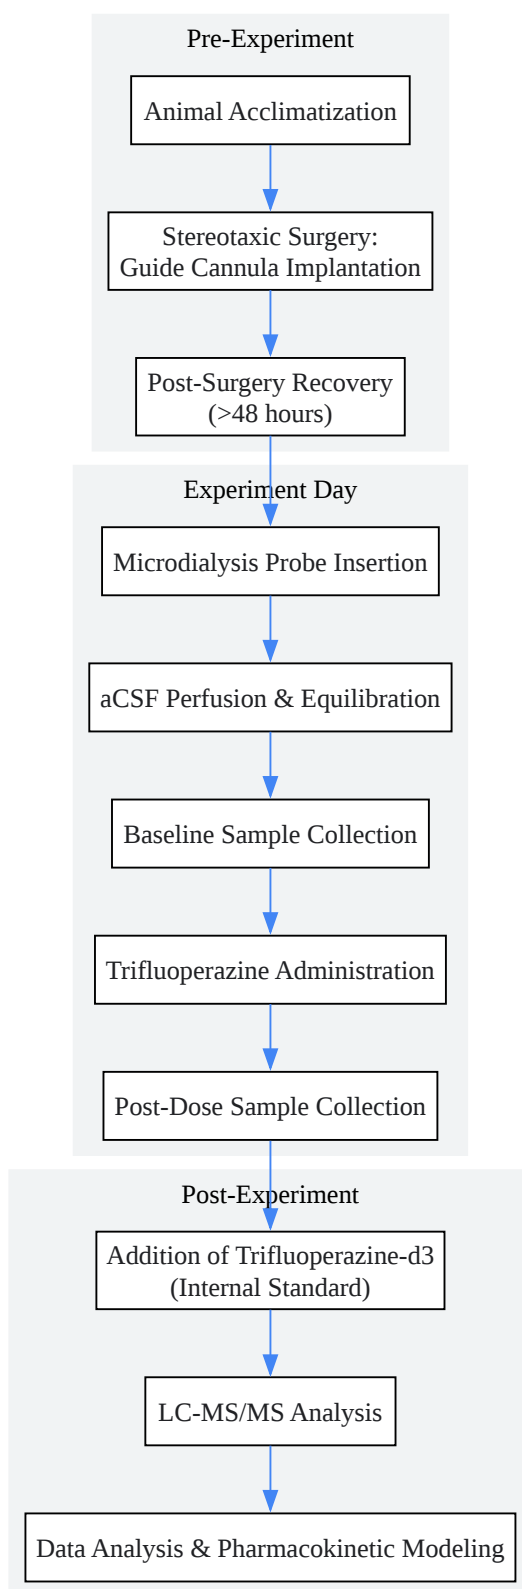 Pre-Experiment
Animal Acclimatization
Stereotaxic Surgery:
Guide Cannula Implantation
Post-Surgery Recovery
(>48 hours)
Experiment Day
Microdialysis Probe Insertion
aCSF Perfusion & Equilibration
Baseline Sample Collection
Trifluoperazine Administration
Post-Dose Sample Collection
Post-Experiment
Addition of Trifluoperazine-d3
(Internal Standard)
LC-MS/MS Analysis
Data Analysis & Pharmacokinetic Modeling